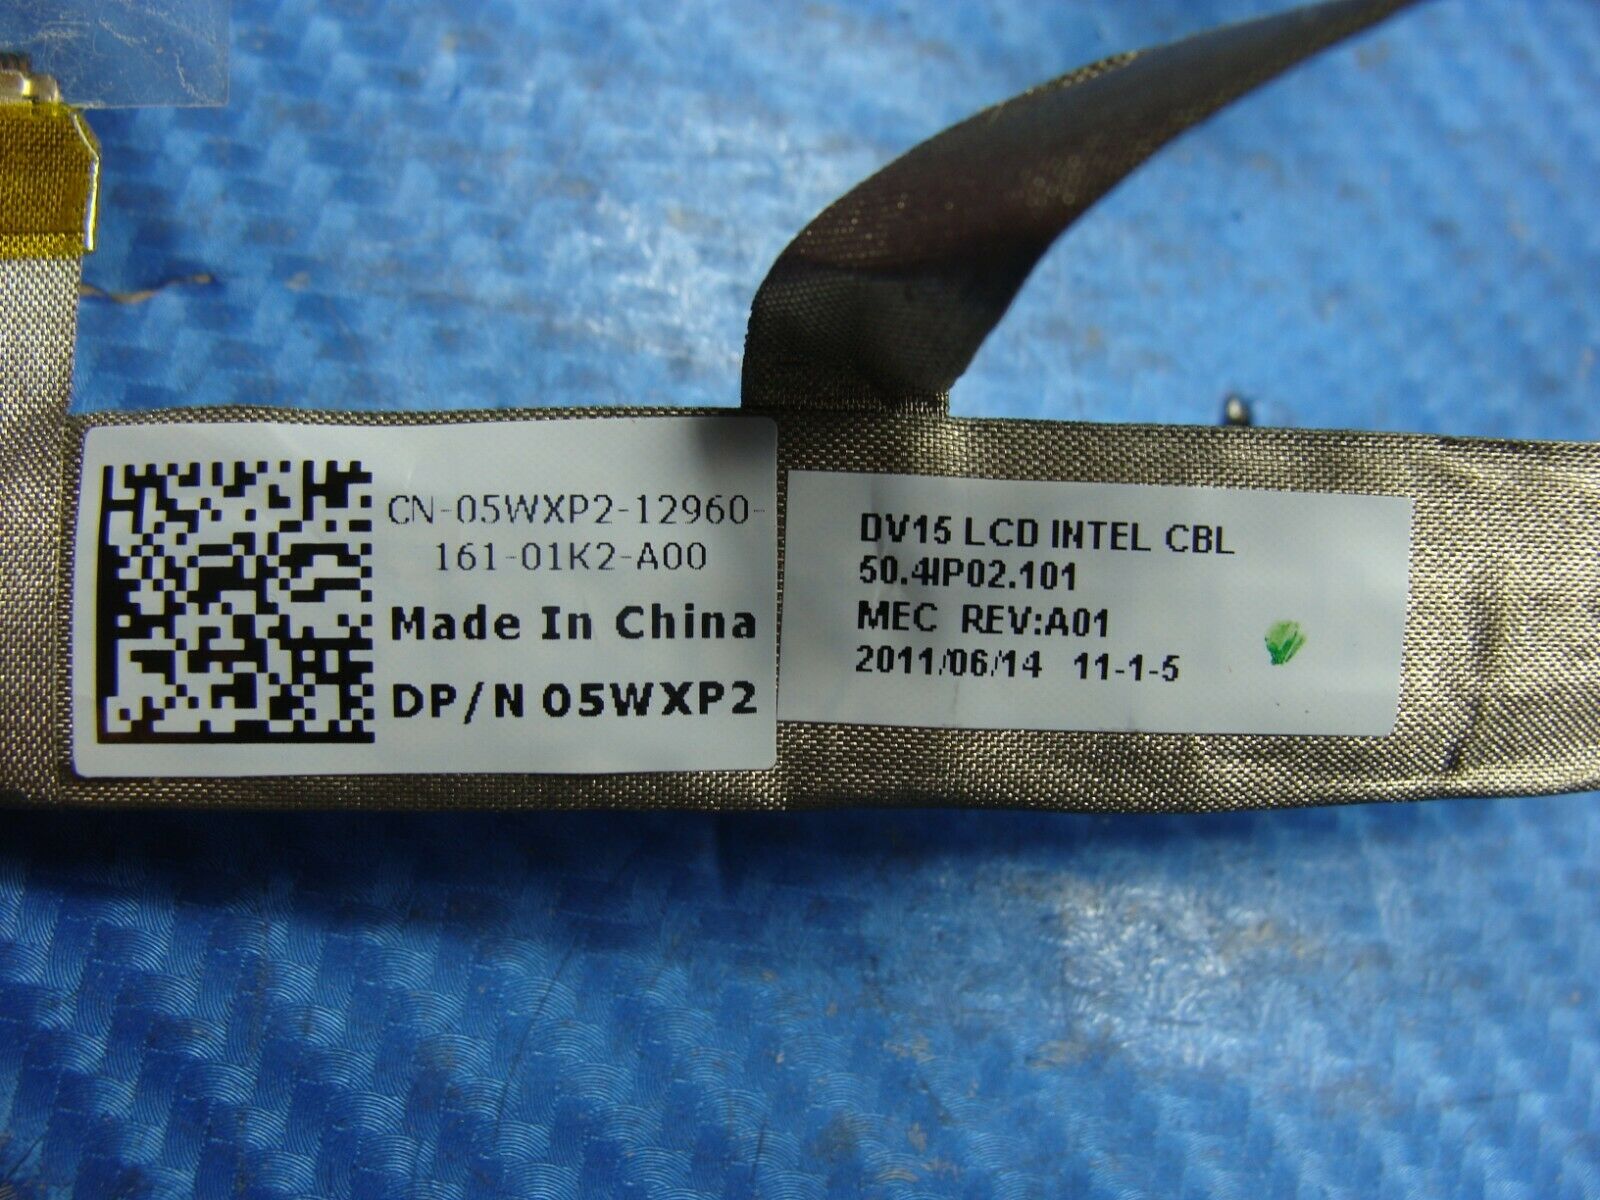 CN-05WXP2-12960-
161-01K2-A00
Made In China
DP/N 05WXP2
DV15 LCD INTEL CBL
50.4IP02.101
MEC REV:A01
2011/06/14 11-1-5